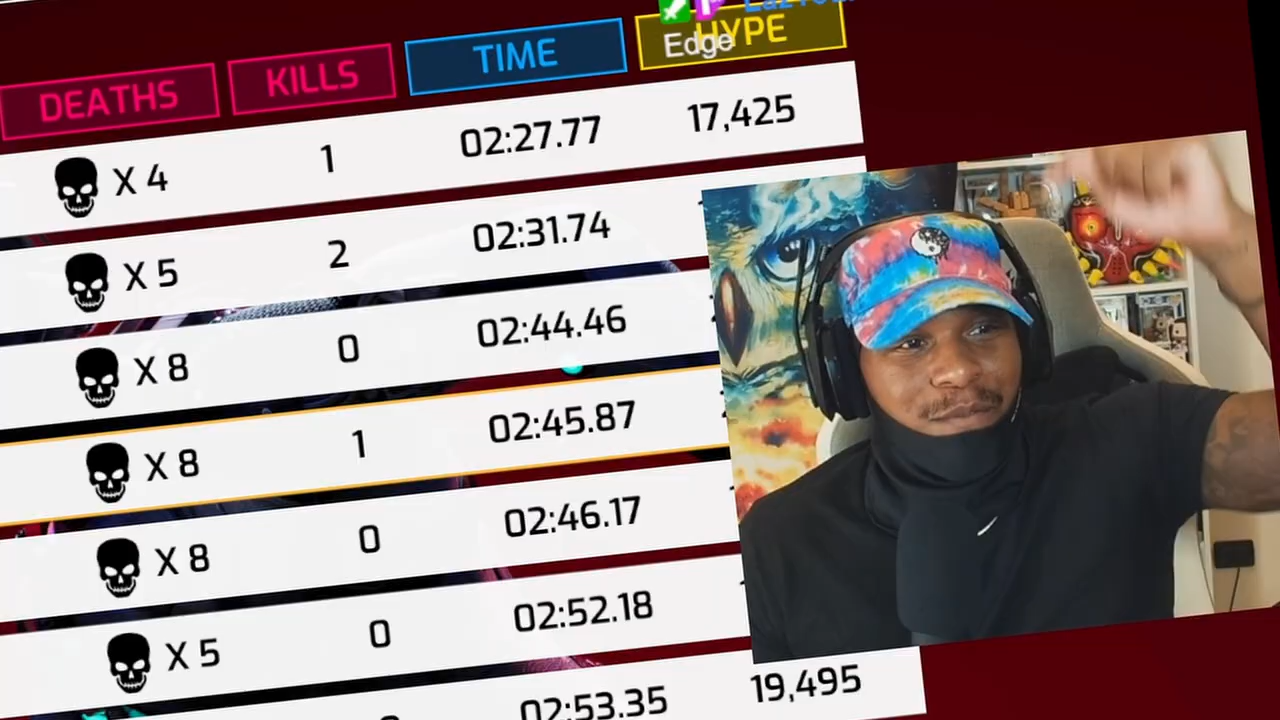 Edge
DEATHS KILLS TIME HYPE
X 4 1 02:27.77 17,425
X 5 2 02:31.74
X 8 0 02:44.46
X 8 1 02:45.87
X 8 0 02:46.17
X 5 0 02:52.18
02:53.35 19,495